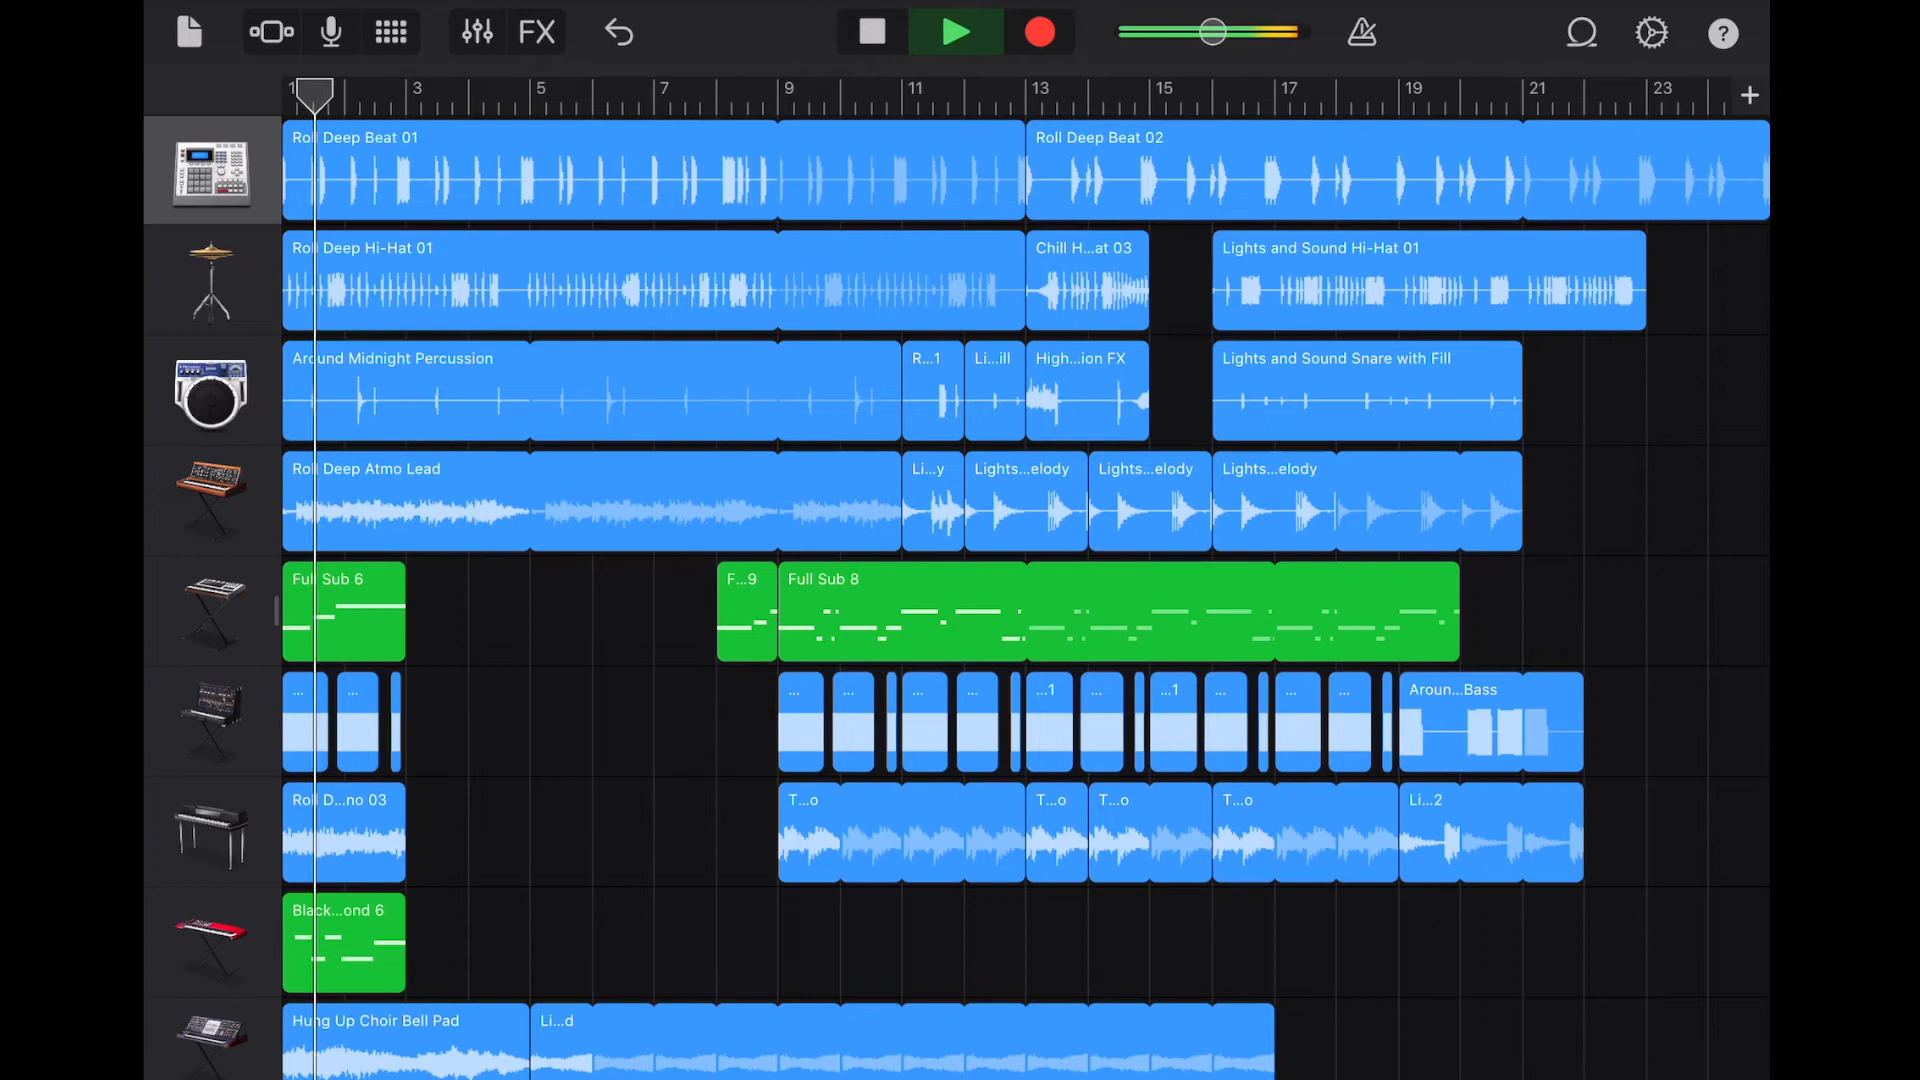 FX
?
1 3 5 7 9 11 13 15 17 19 21 23 +
Roll Deep Beat 01 Roll Deep Beat 02
Roll Deep Hi-Hat 01 Chill H...at 03 Lights and Sound Hi-Hat 01
Around Midnight Percussion R...1 Li...ill High...ion FX Lights and Sound Snare with Fill
Roll Deep Atmo Lead Li...y Lights...elody Lights...elody Lights...elody
Full Sub 6 F...9 Full Sub 8
... ... ... ... ... ... ...1 ... ...1 ... ... ... Aroun...Bass
Roll D...no 03 T...o T...o T...o T...o Li...2
Black...ond 6
Hung Up Choir Bell Pad Li...d